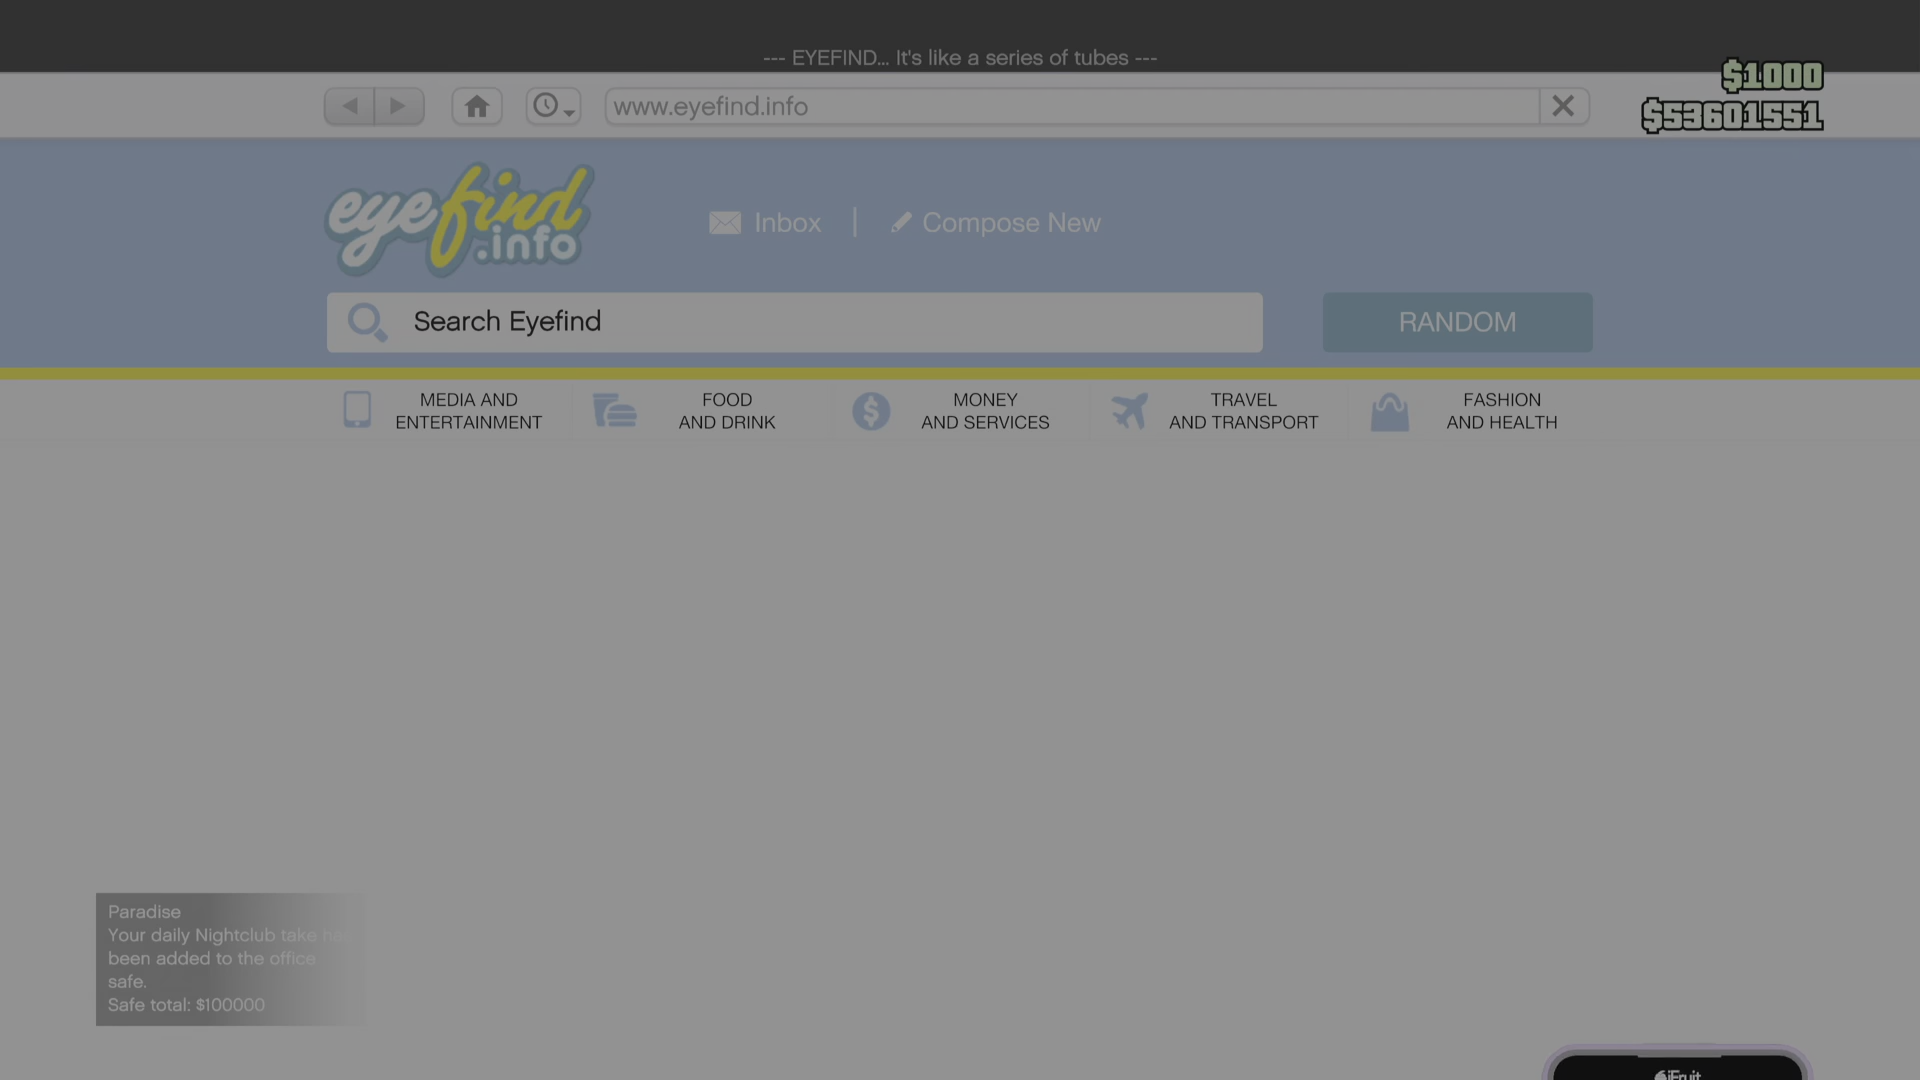 --- EYEFIND... It's like a series of tubes ---
$1000
$53601551
www.eyefind.info
eyefind
.info
Inbox | Compose New
Search Eyefind
RANDOM
MEDIA AND
ENTERTAINMENT
FOOD
AND DRINK
MONEY
AND SERVICES
TRAVEL
AND TRANSPORT
FASHION
AND HEALTH
Paradise
Your daily Nightclub take has
been added to the office
safe.
Safe total: $100000
iFruit